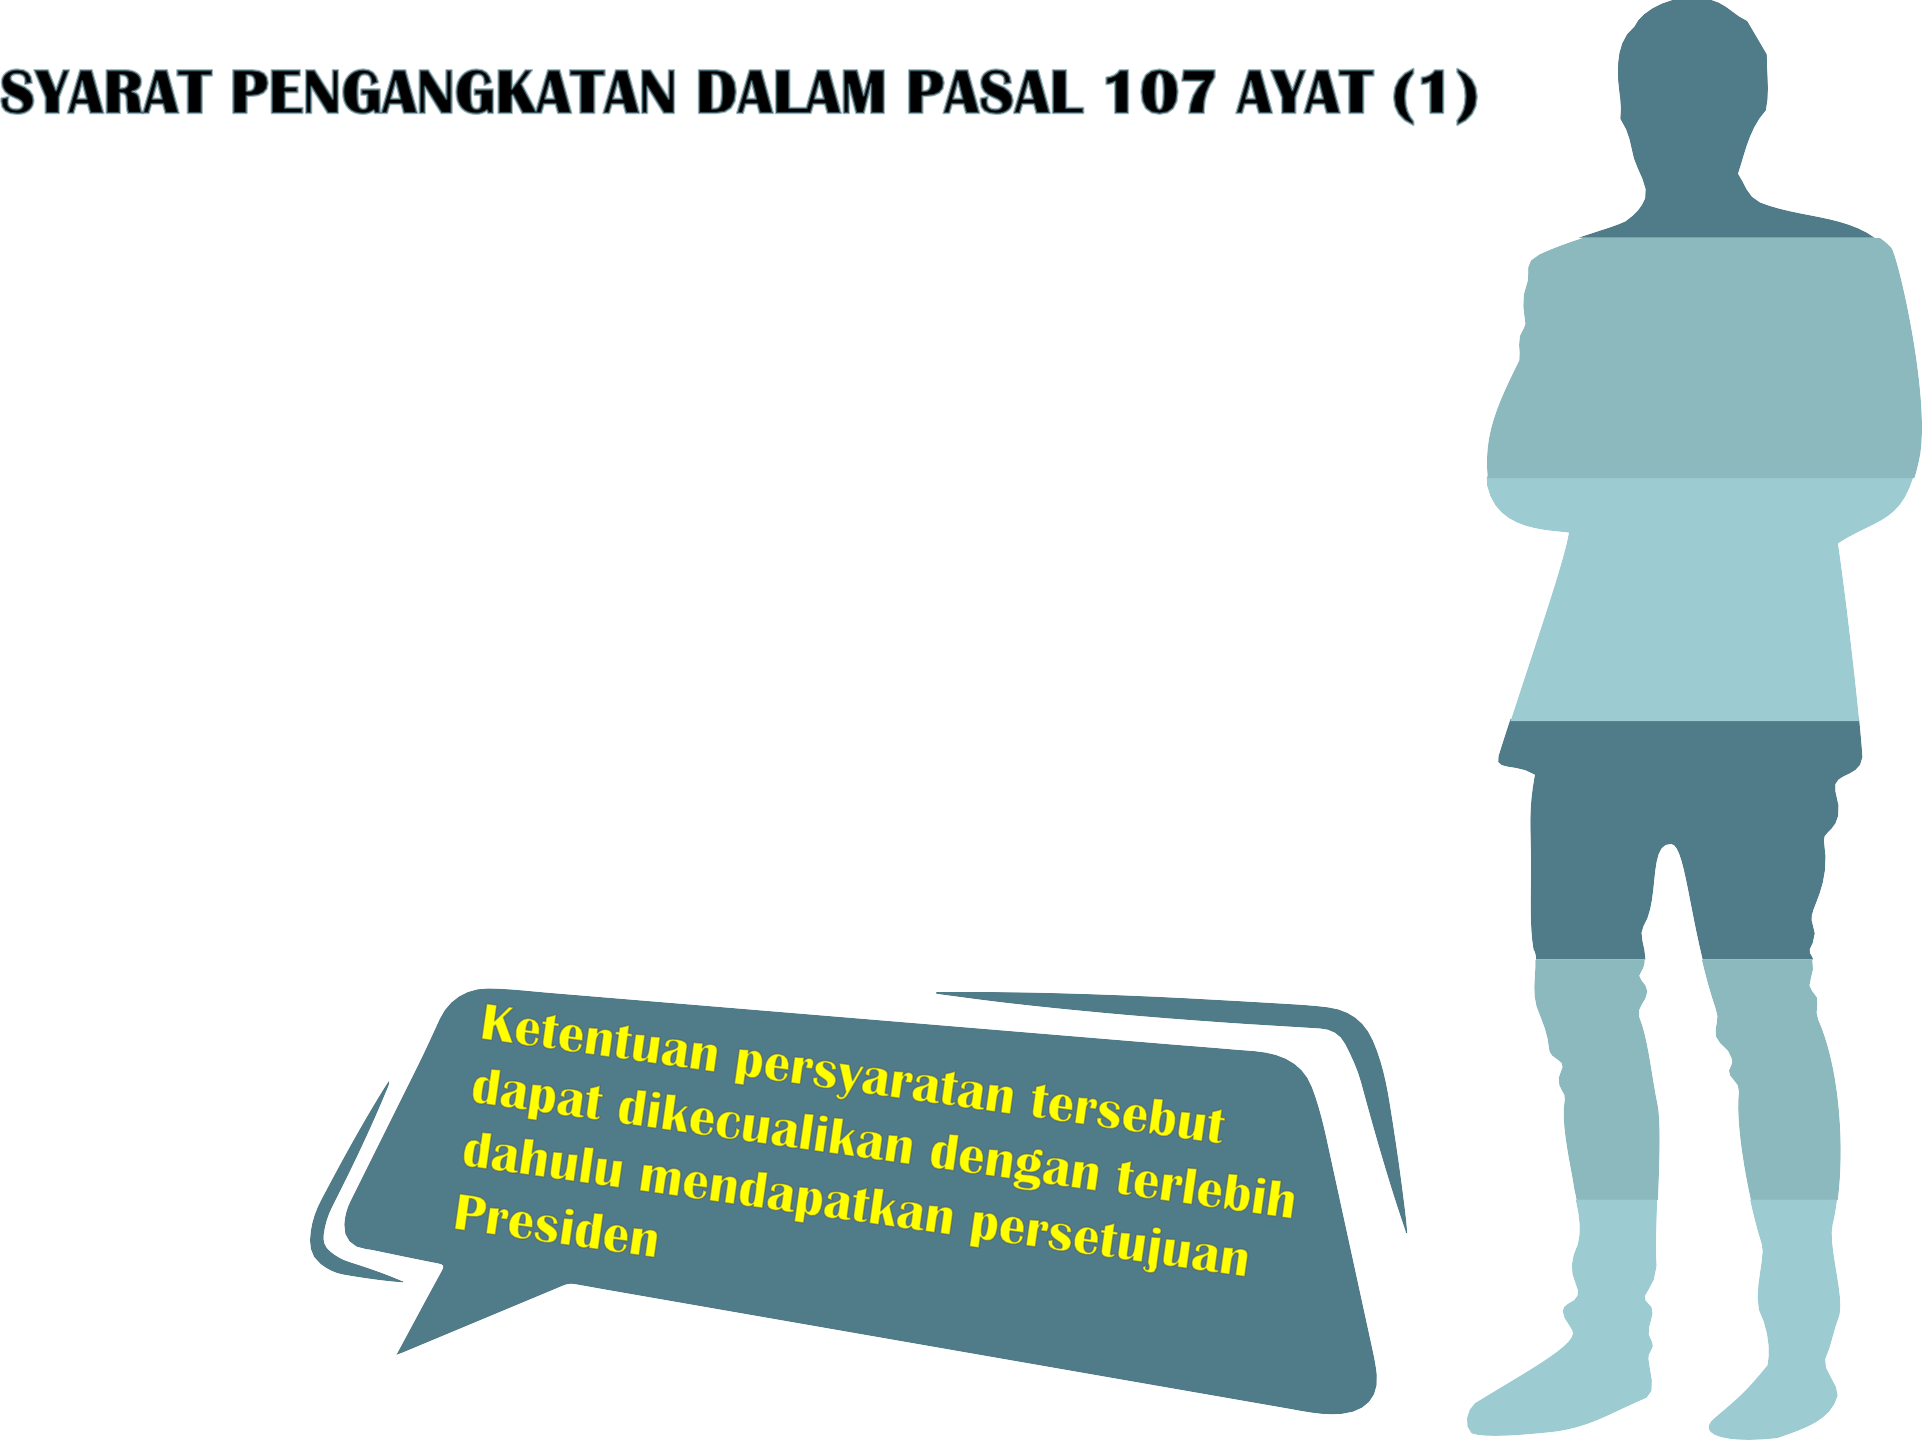 SYARAT PENGANGKATAN DALAM PASAL 107 AYAT (1)
Ketentuan persyaratan tersebut
dapat dikecualikan dengan terlebih
dahulu mendapatkan persetujuan
Presiden